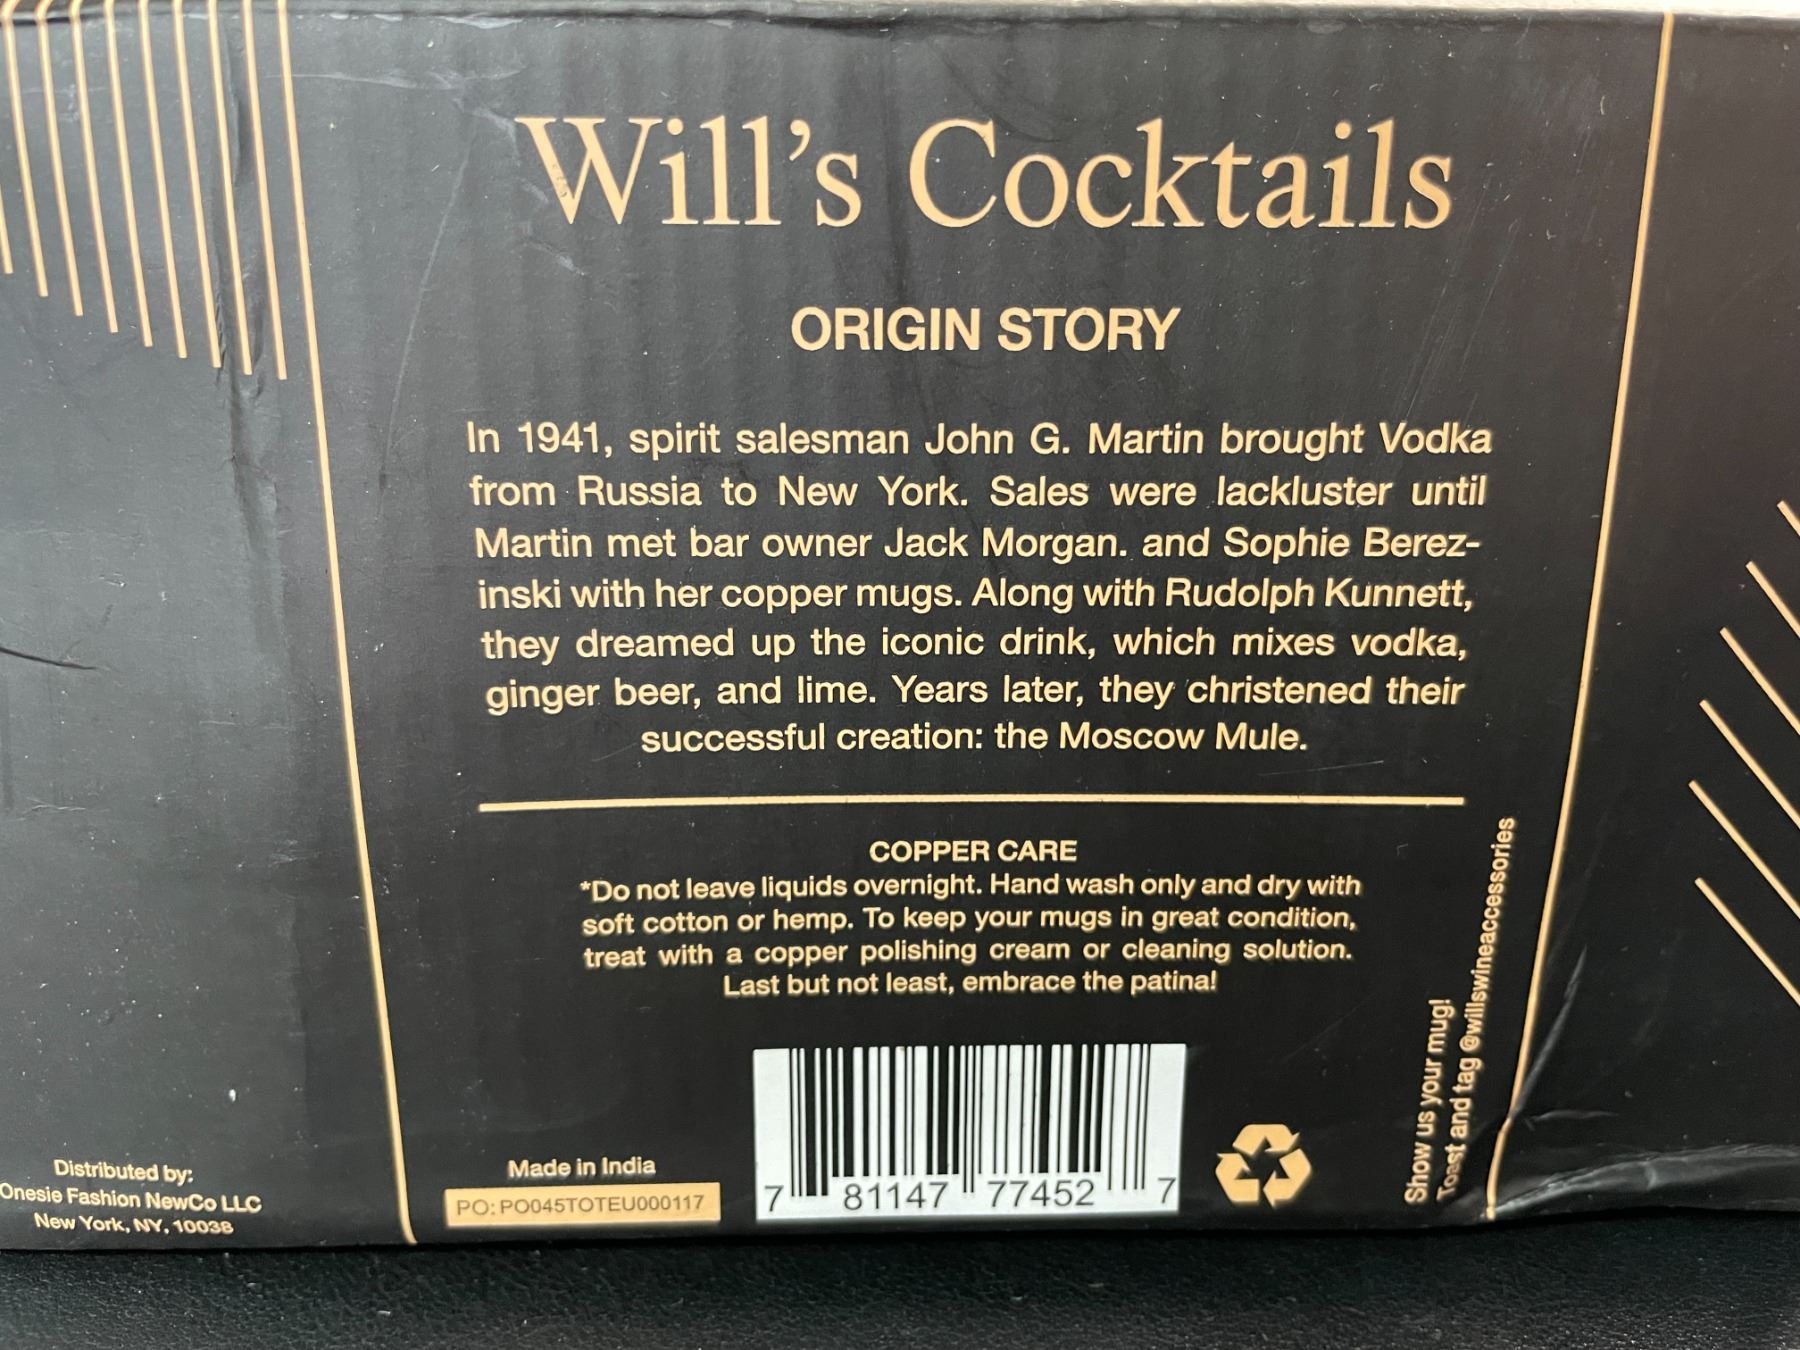 Will's Cocktails
ORIGIN STORY
In 1941, spirit salesman John G. Martin brought Vodka
from Russia to New York. Sales were lackluster until
Martin met bar owner Jack Morgan. and Sophie Berez-
inski with her copper mugs. Along with Rudolph Kunnett,
they dreamed up the iconic drink, which mixes vodka,
ginger beer, and lime. Years later, they christened their
successful creation: the Moscow Mule.
COPPER CARE
*Do not leave liquids overnight. Hand wash only and dry with
soft cotton or hemp. To keep your mugs in great condition,
treat with a copper polishing cream or cleaning solution.
Last but not least, embrace the patina!
Show us your mug!
Toast and tag @willswineaccessories
Distributed by:
Onesie Fashion NewCo LLC
New York, NY, 10038
Made in India
PO: PO045TOTEU000117
7 81147 77452 7